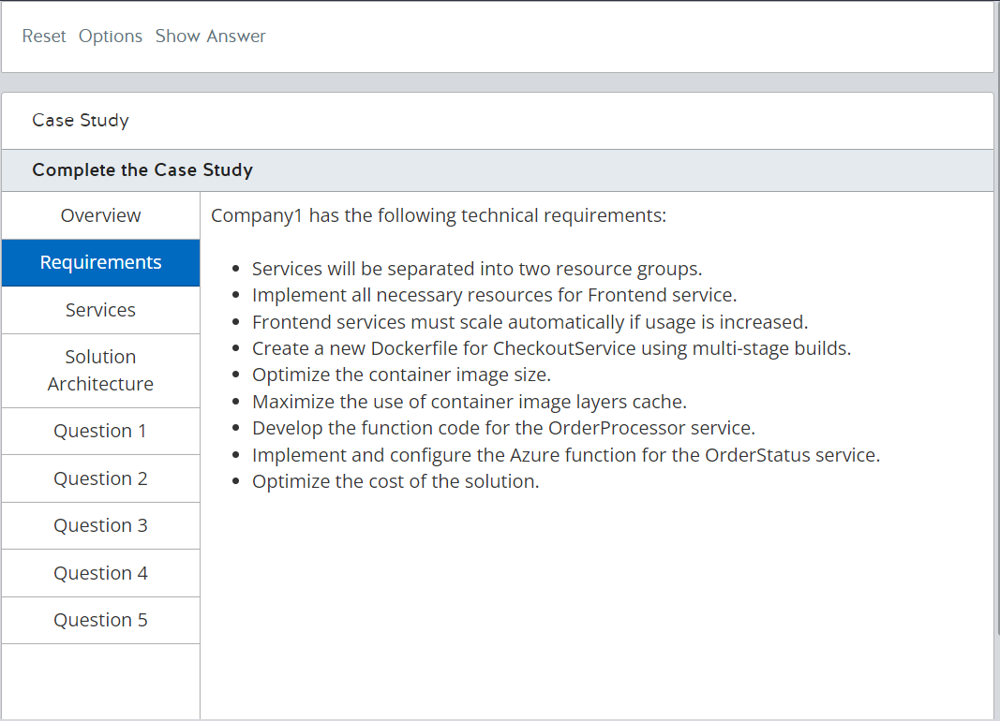 Reset Options Show Answer
Case Study
Complete the Case Study
Overview
Requirements
Services
Solution
Architecture
Question 1
Question 2
Question 3
Question 4
Question 5
Company1 has the following technical requirements:
• Services will be separated into two resource groups.
• Implement all necessary resources for Frontend service.
• Frontend services must scale automatically if usage is increased.
• Create a new Dockerfile for CheckoutService using multi-stage builds.
• Optimize the container image size.
• Maximize the use of container image layers cache.
• Develop the function code for the OrderProcessor service.
• Implement and configure the Azure function for the OrderStatus service.
• Optimize the cost of the solution.